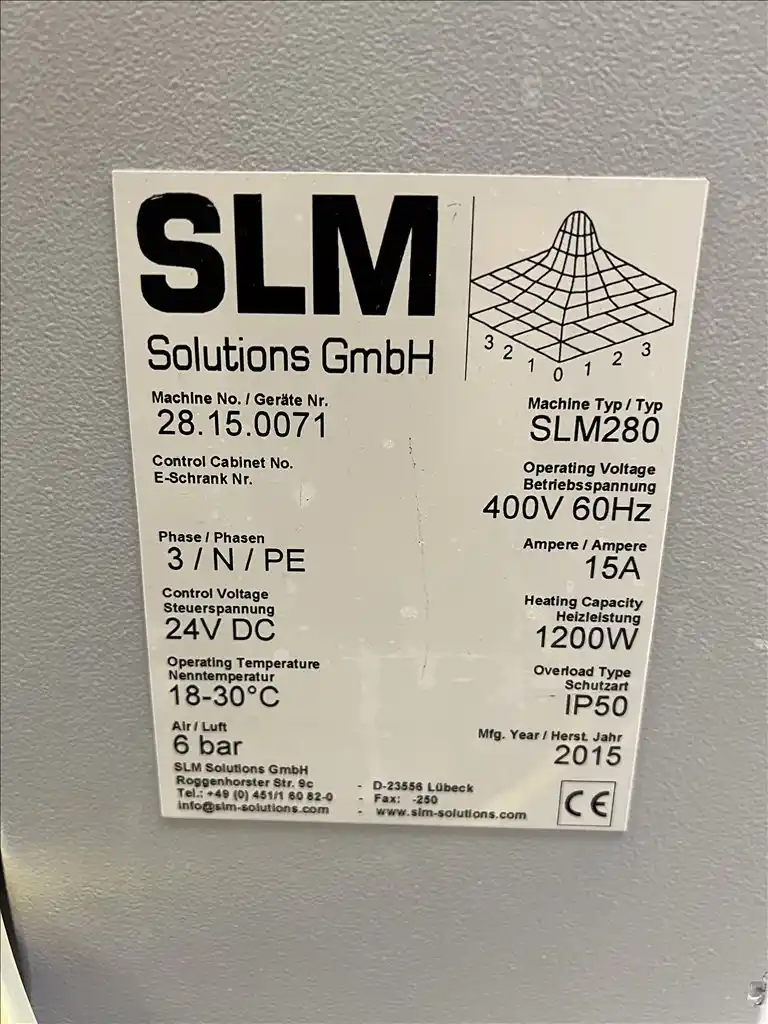 SLM
Solutions GmbH
3 2 1 0 1 2 3
Machine No. / Geräte Nr.
28.15.0071
Machine Typ / Typ
SLM280
Control Cabinet No.
E-Schrank Nr.
Operating Voltage
Betriebsspannung
400V 60Hz
Phase / Phasen
3 / N / PE
Ampere / Ampere
15A
Control Voltage
Steuerspannung
24V DC
Heating Capacity
Heizleistung
1200W
Operating Temperature
Nenntemperatur
18-30°C
Overload Type
Schutzart
IP50
Air / Luft
6 bar
Mfg. Year / Herst. Jahr
2015
SLM Solutions GmbH
Roggenhorster Str. 9c - D-23556 Lübeck
Tel.: +49 (0) 451/1 60 82-0 - Fax: -250
info@slm-solutions.com - www.slm-solutions.com
CE